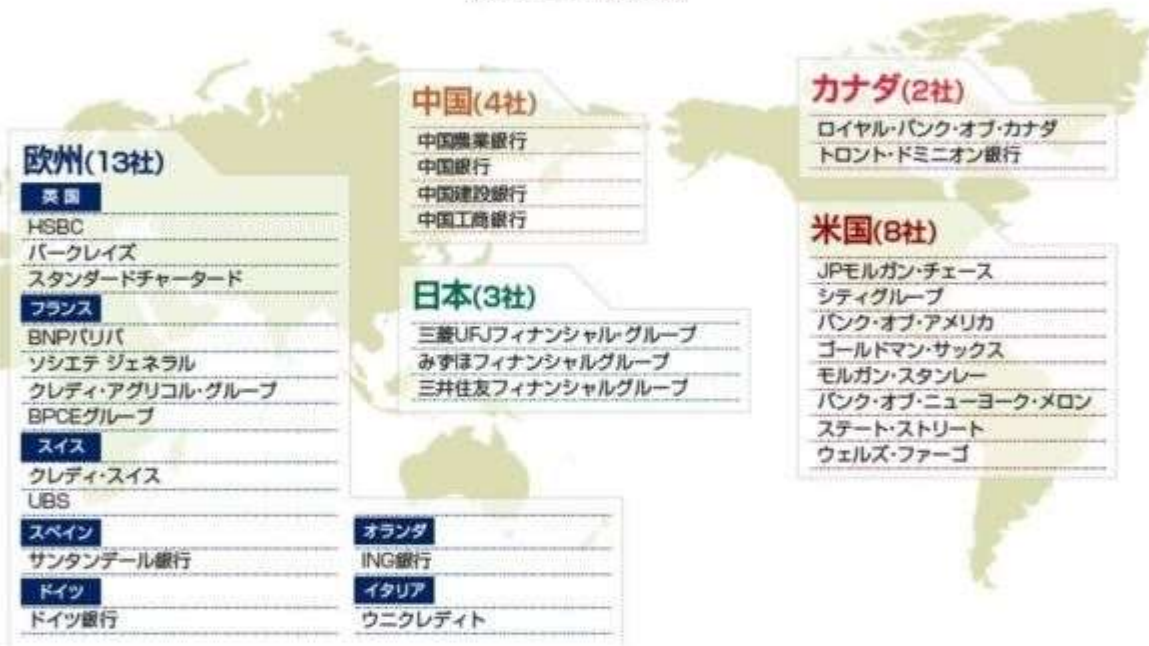 欧州(13社)
英国
HSBC
バークレイズ
スタンダードチャータード
フランス
BNPパリバ
ソシエテ ジェネラル
クレディ・アグリコル・グループ
BPCEグループ
スイス
クレディ・スイス
UBS
スペイン
サンタンデール銀行
ドイツ
ドイツ銀行
オランダ
ING銀行
イタリア
ウニクレディト
中国(4社)
中国農業銀行
中国銀行
中国建設銀行
中国工商銀行
日本(3社)
三菱UFJフィナンシャル・グループ
みずほフィナンシャルグループ
三井住友フィナンシャルグループ
カナダ(2社)
ロイヤル・バンク・オブ・カナダ
トロント・ドミニオン銀行
米国(8社)
JPモルガン・チェース
シティグループ
バンク・オブ・アメリカ
ゴールドマン・サックス
モルガン・スタンレー
バンク・オブ・ニューヨーク・メロン
ステート・ストリート
ウェルズ・ファーゴ